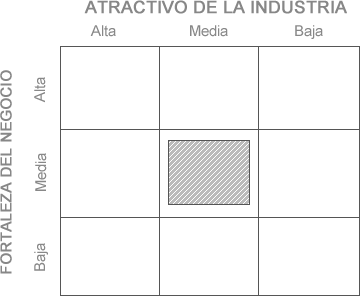 ATRACTIVO DE LA INDUSTRIA
Alta Media Baja
FORTALEZA DEL NEGOCIO
Alta
Media
Baja